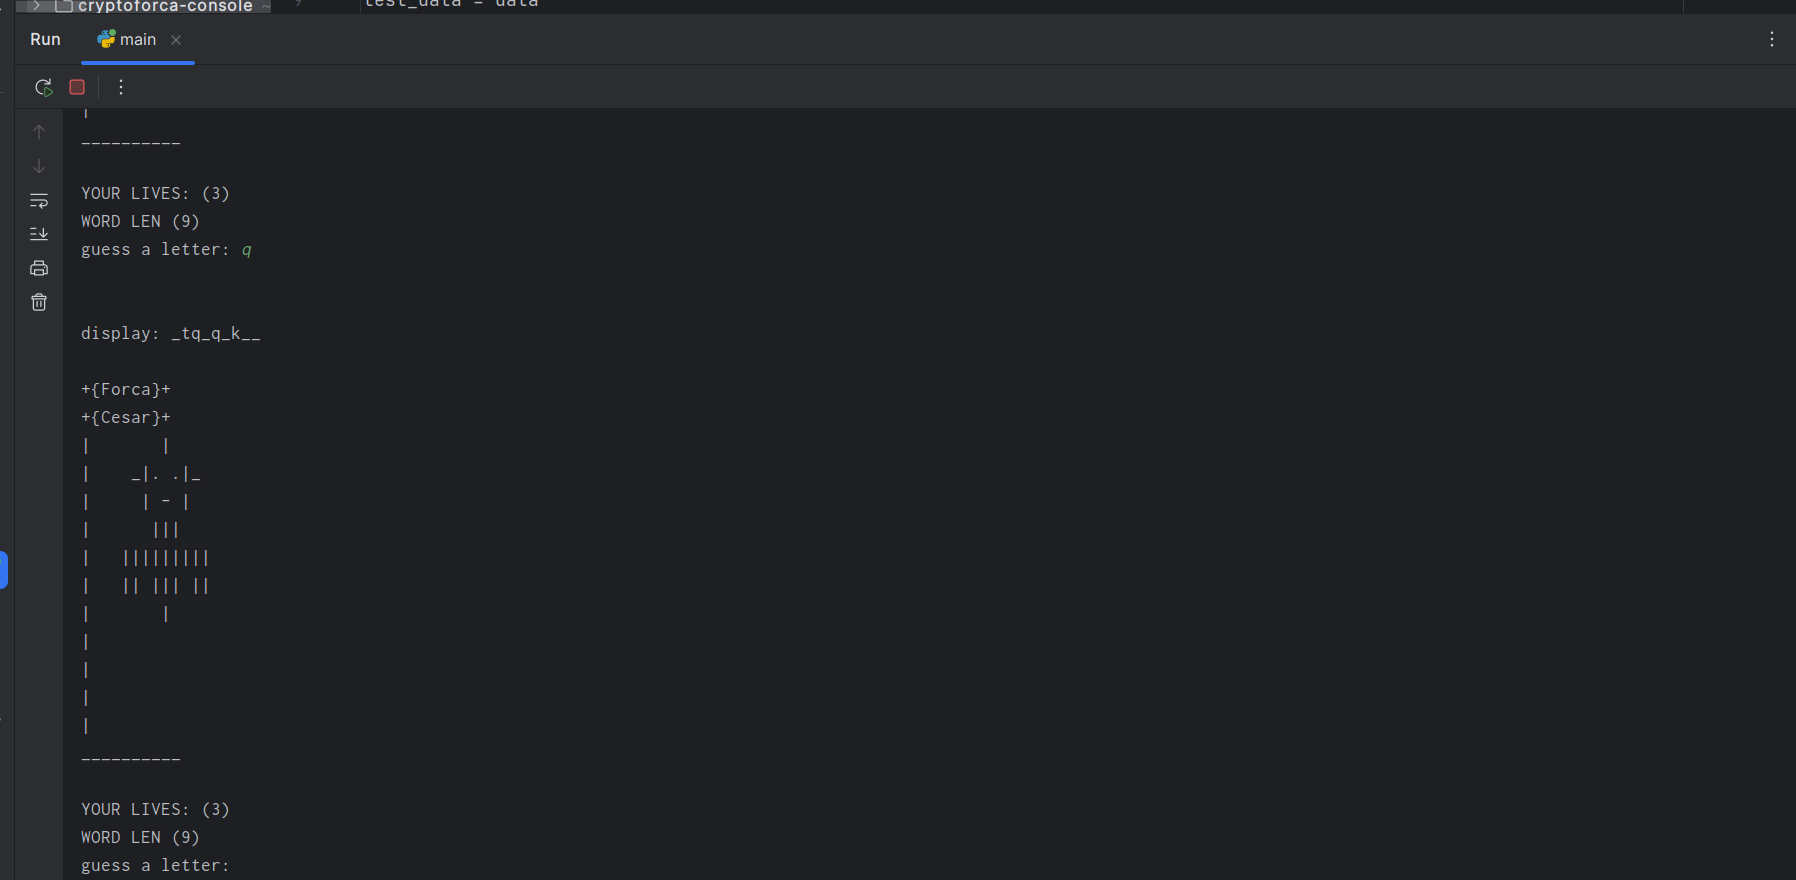 cryptoforca-console ~
test_data = data
Run main
|
----------
YOUR LIVES: (3)
WORD LEN (9)
guess a letter: q
display: _tq_q_k__
+{Forca}+
+{Cesar}+
|       |
|    _|. .|_
|     | - |
|      |||
|   |||||||||
|   || ||| ||
|       |
|
|
|
|
----------
YOUR LIVES: (3)
WORD LEN (9)
guess a letter: